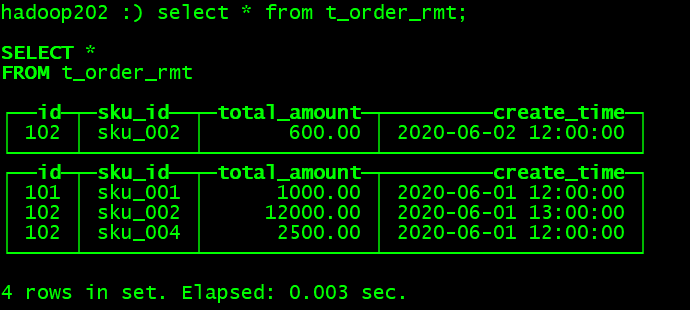 hadoop202 :) select * from t_order_rmt;
SELECT *
FROM t_order_rmt
id sku_id total_amount create_time
102 sku_002 600.00 2020-06-02 12:00:00
id sku_id total_amount create_time
101 sku_001 1000.00 2020-06-01 12:00:00
102 sku_002 12000.00 2020-06-01 13:00:00
102 sku_004 2500.00 2020-06-01 12:00:00
4 rows in set. Elapsed: 0.003 sec.